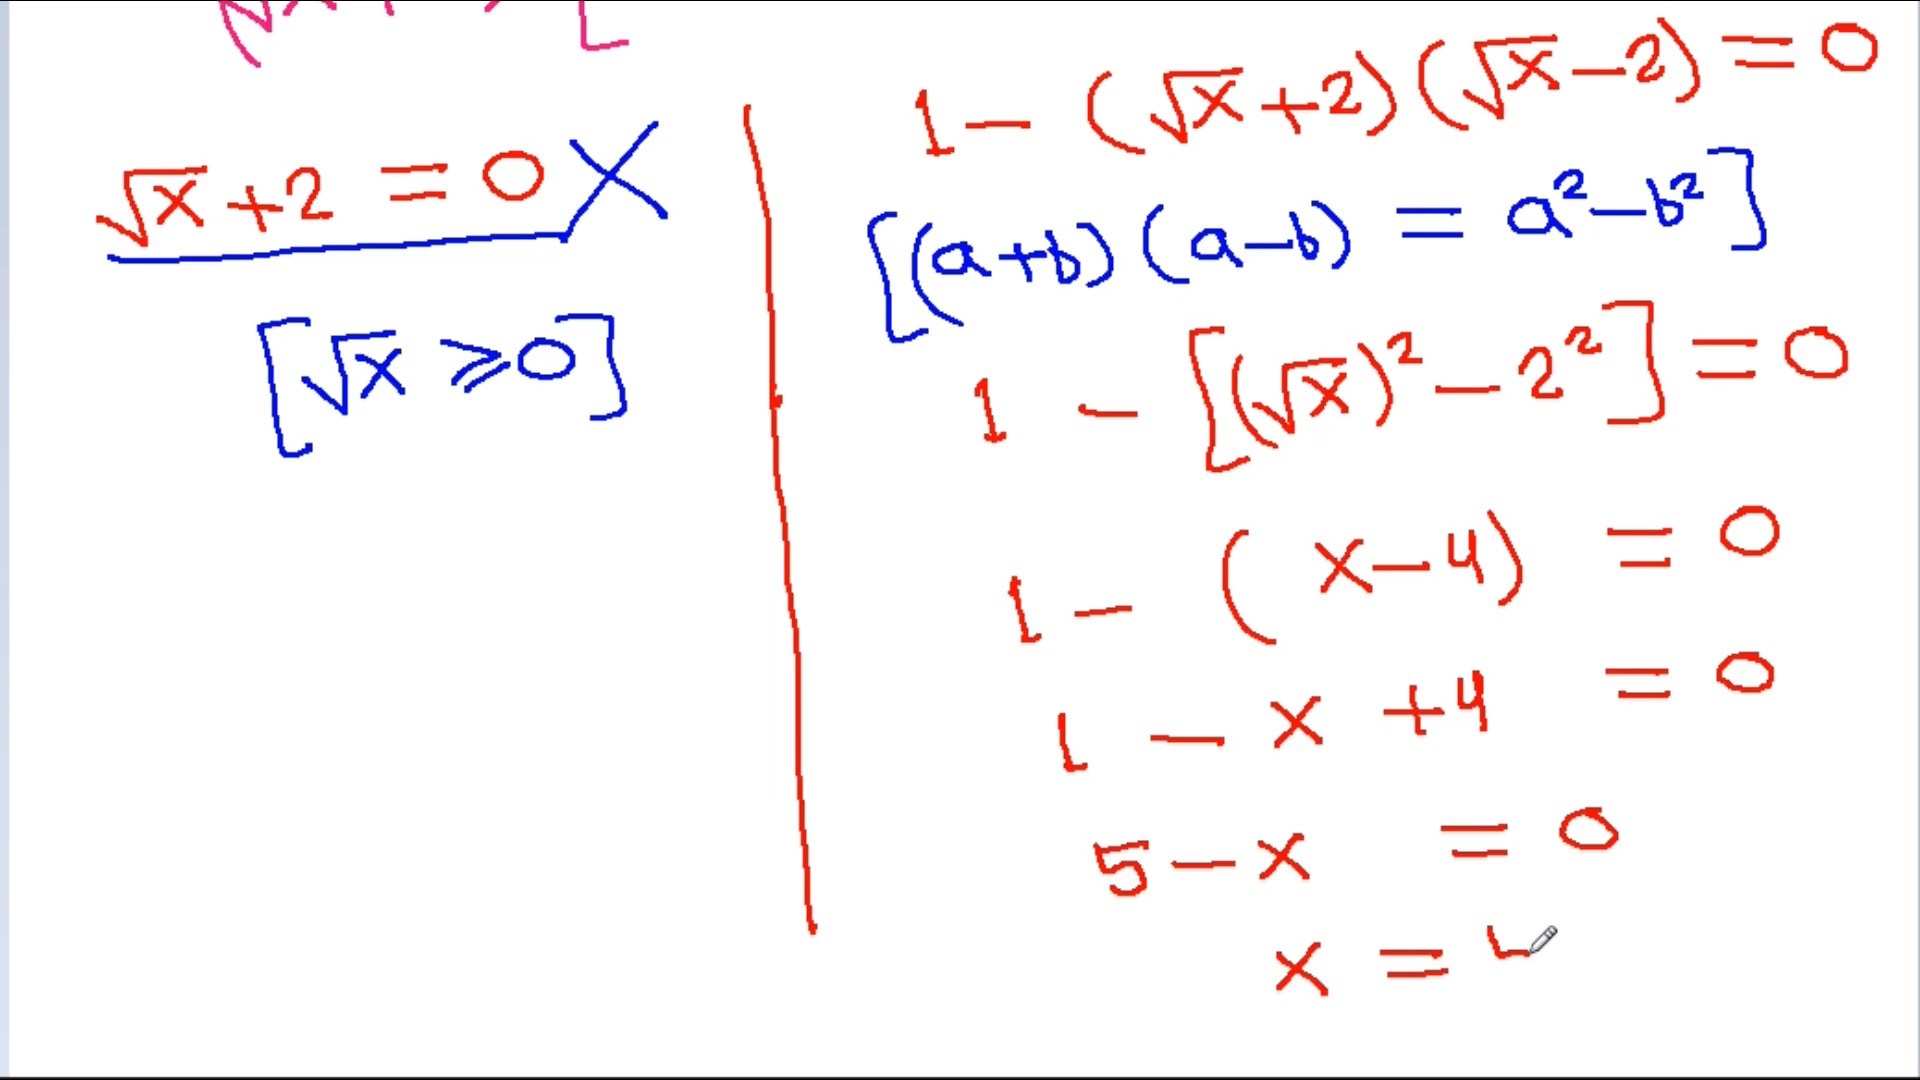 √x + 2 = 0 X
[√x ≥ 0]
1 - (√x + 2)(√x - 2) = 0
[(a+b)(a-b) = a² - b²]
1 - [(√x)² - 2²] = 0
1 - (x - 4) = 0
1 - x + 4 = 0
5 - x = 0
x =